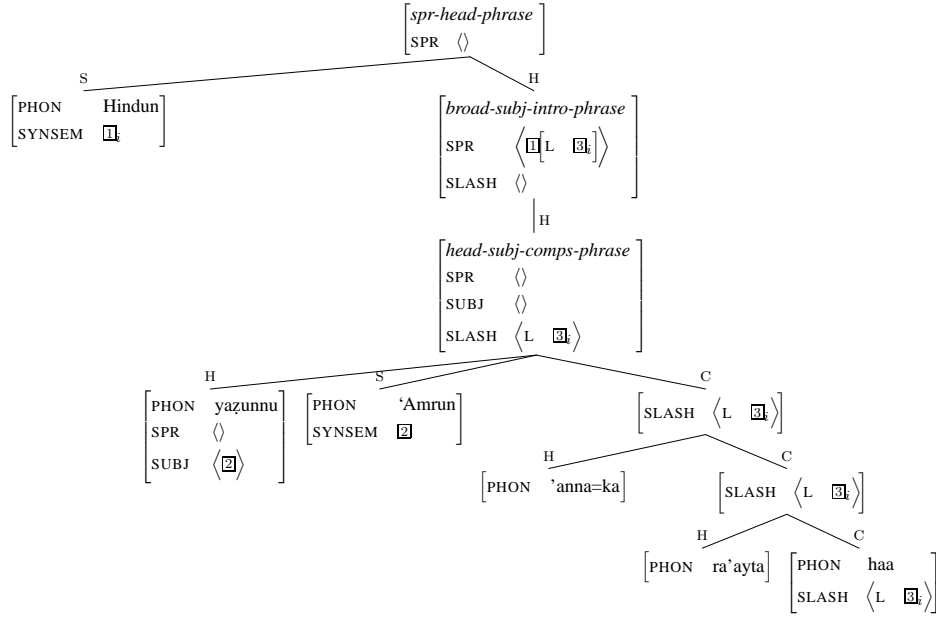 spr-head-phrase
SPR ⟨⟩
S
H
PHON Hindun
SYNSEM 1i
broad-subj-intro-phrase
SPR ⟨1[L 3i]⟩
SLASH ⟨⟩
H
head-subj-comps-phrase
SPR ⟨⟩
SUBJ ⟨⟩
SLASH ⟨L 3i⟩
H
S
C
PHON yaẓunnu
SPR ⟨⟩
SUBJ ⟨2⟩
PHON ‘Amrun
SYNSEM 2
SLASH ⟨L 3i⟩
H
C
PHON ’anna=ka
SLASH ⟨L 3i⟩
H
C
PHON ra’ayta
PHON haa
SLASH ⟨L 3i⟩